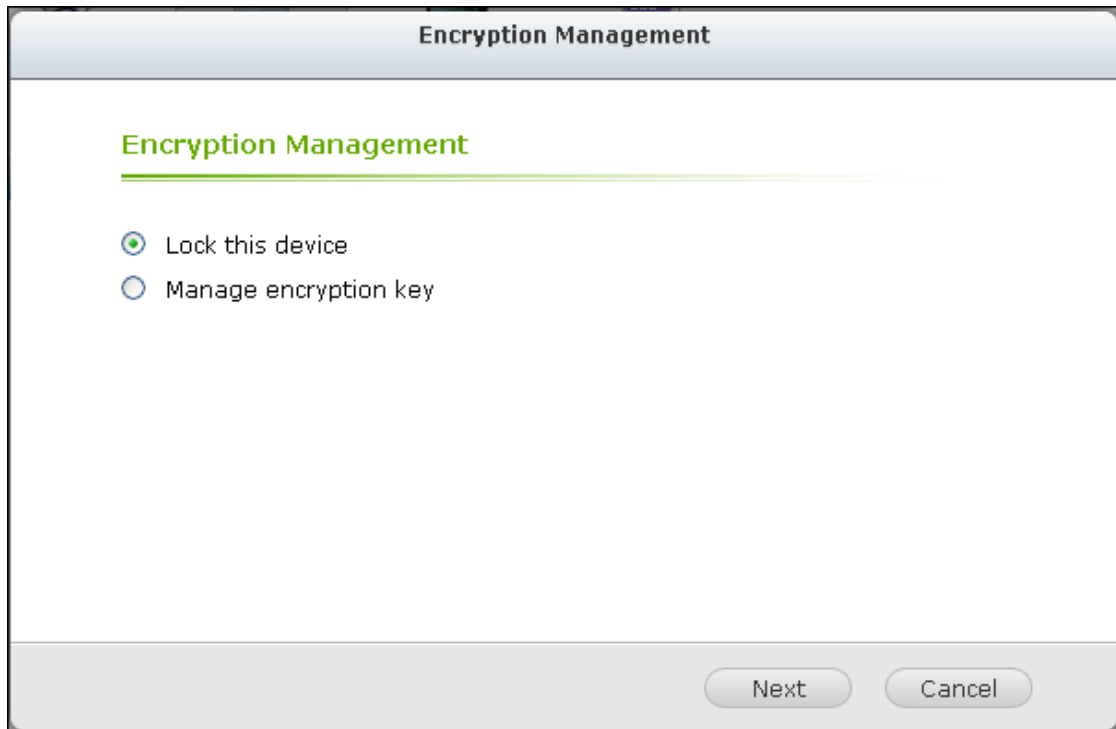 Encryption Management
Encryption Management
Lock this device
Manage encryption key
Next Cancel